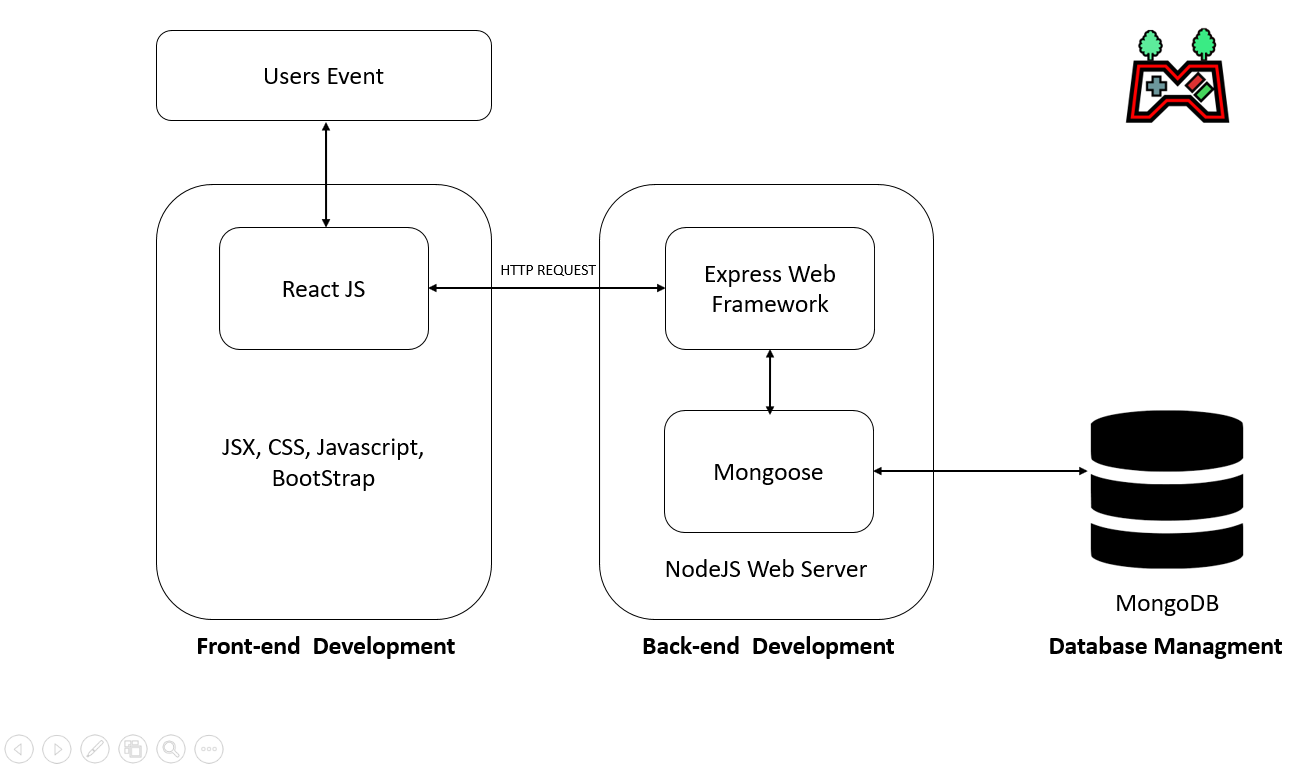 Users Event
React JS
HTTP REQUEST
Express Web
Framework
JSX, CSS, Javascript,
BootStrap
Mongoose
NodeJS Web Server
MongoDB
Front-end  Development
Back-end  Development
Database Managment